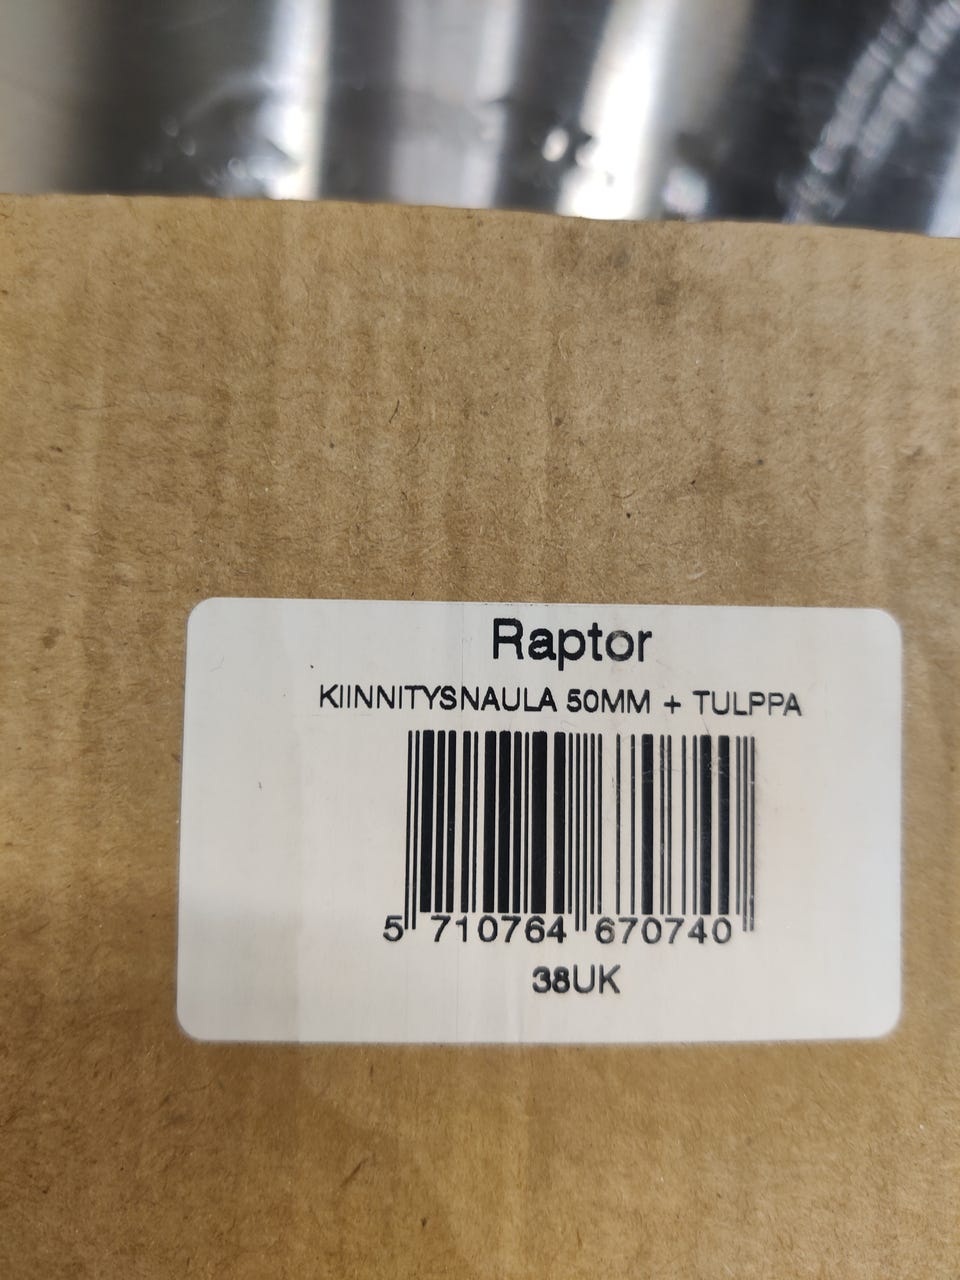 Raptor
KIINNITYSNAULA 50MM + TULPPA
5 710764 670740
38UK